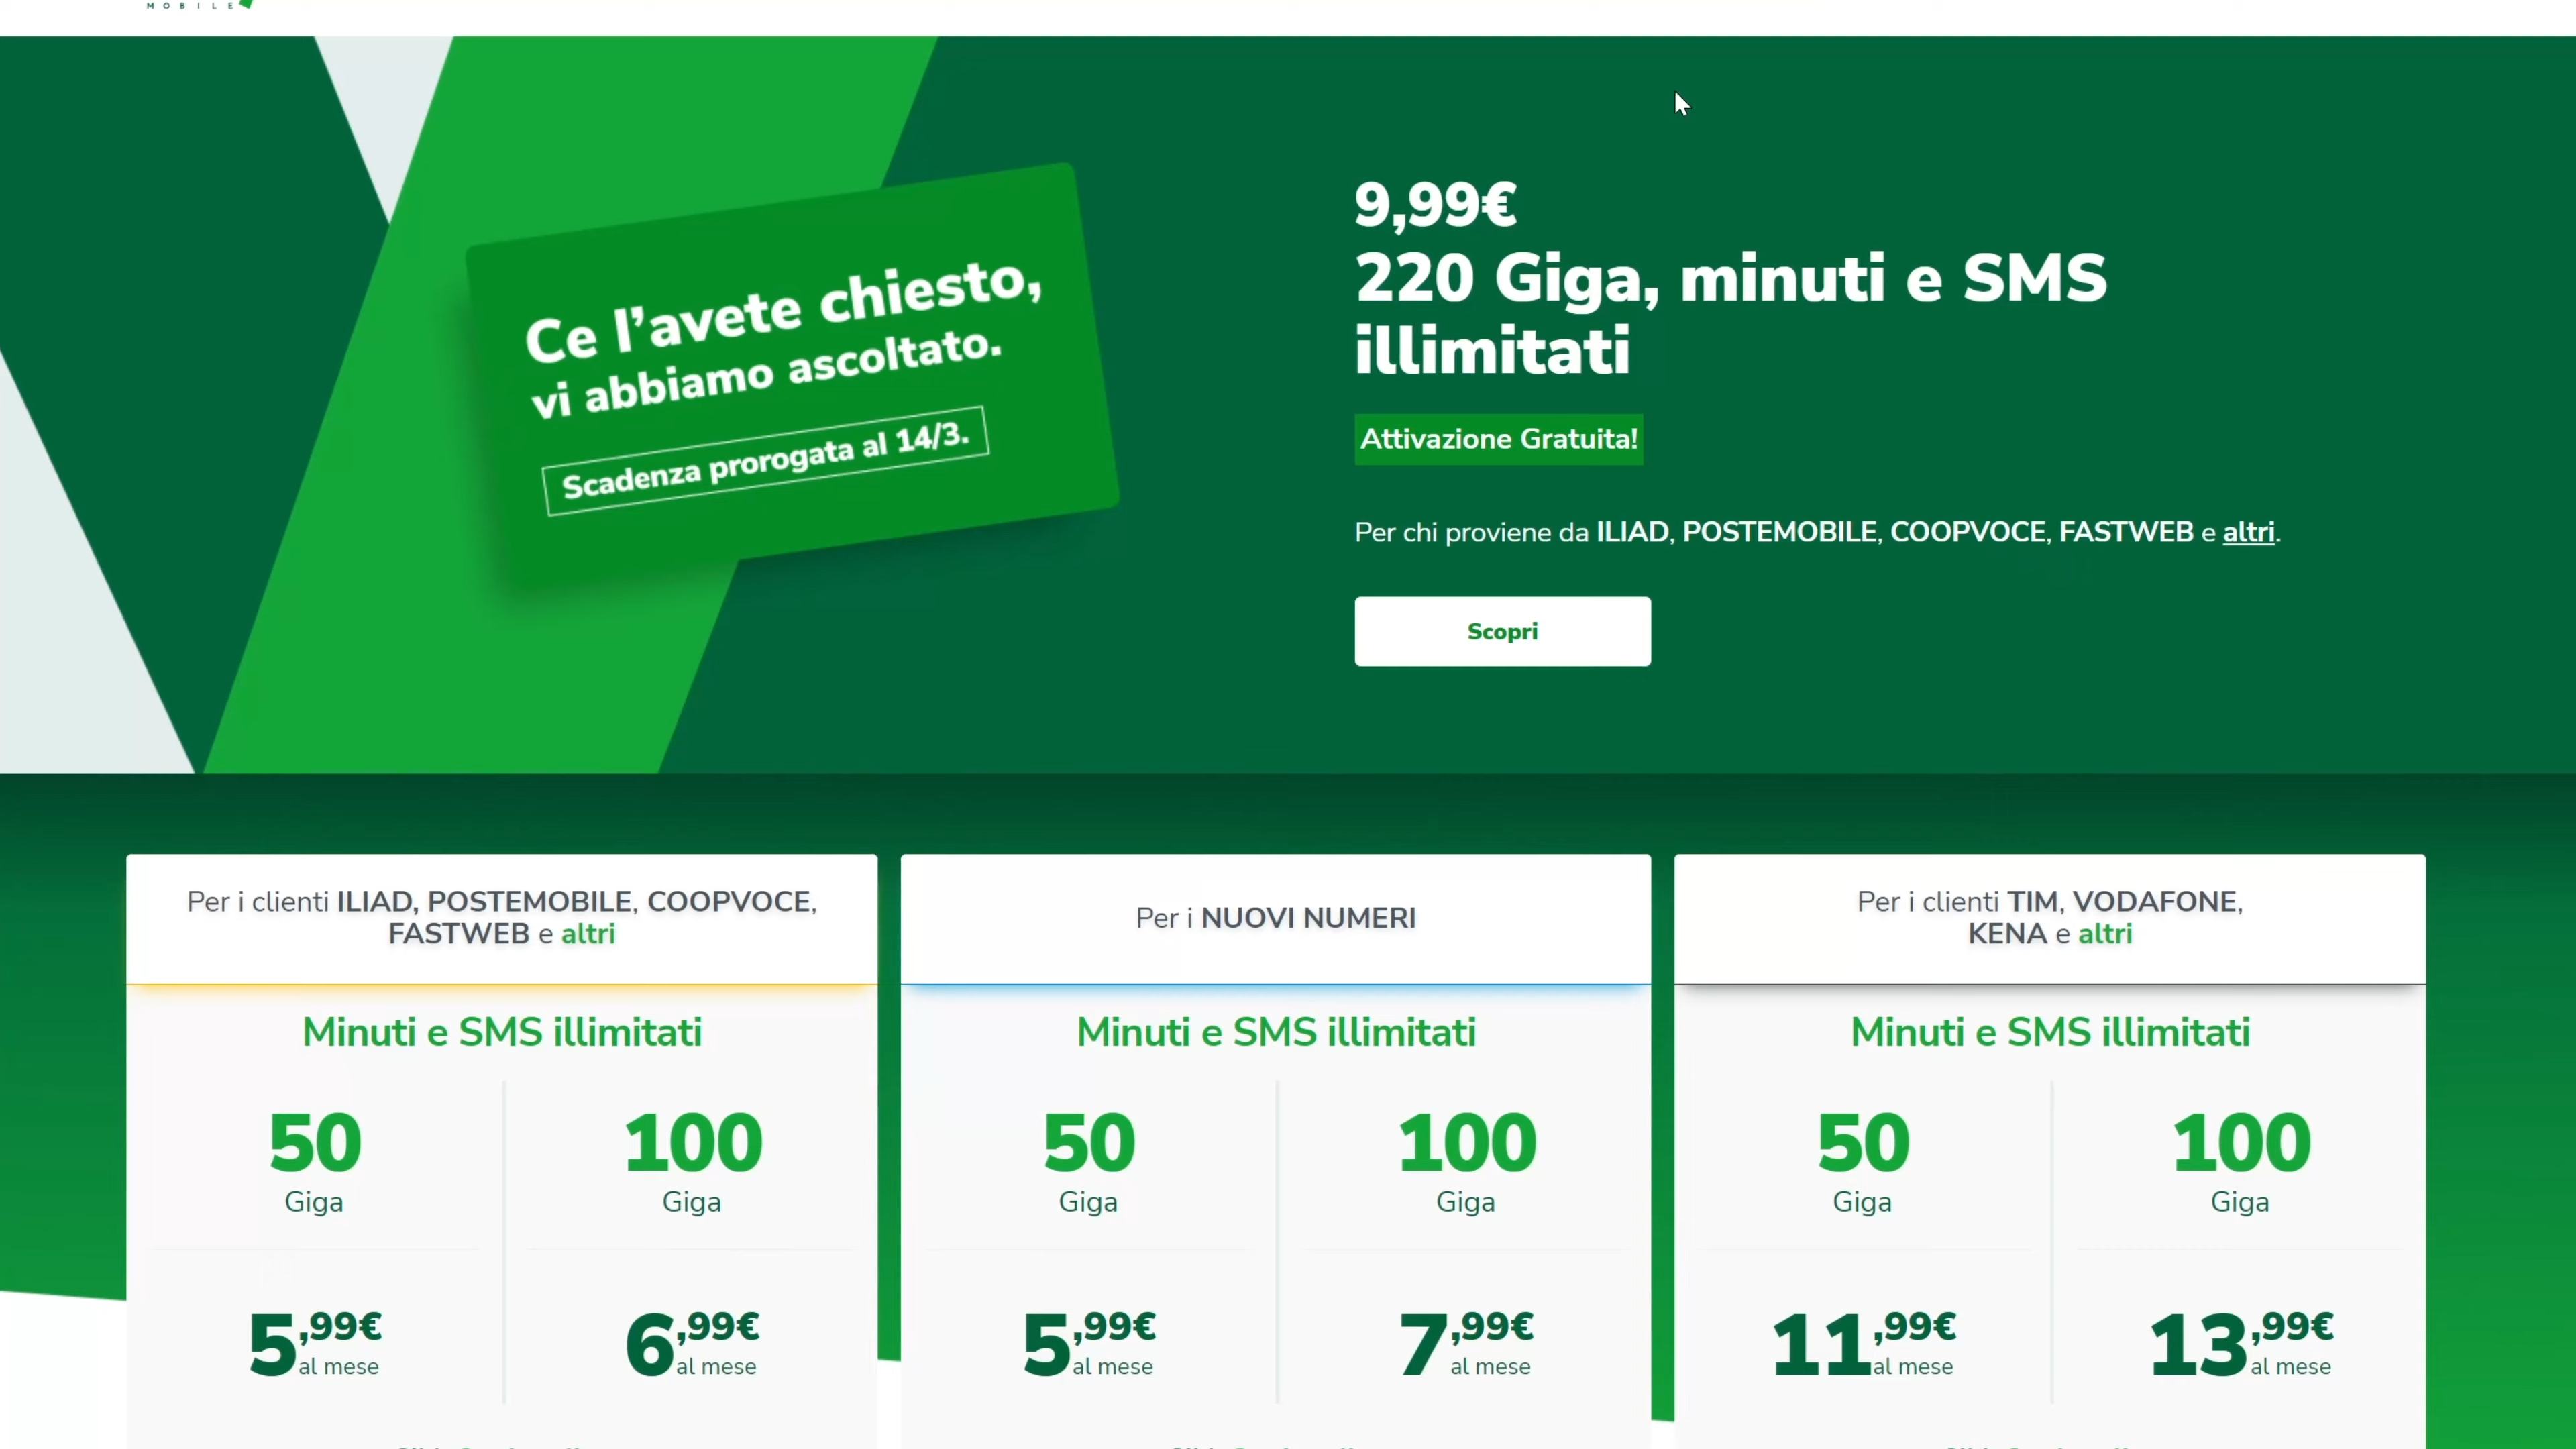 MOBILE
Ce l’avete chiesto,
vi abbiamo ascoltato.
Scadenza prorogata al 14/3.
9,99€
220 Giga, minuti e SMS
illimitati
Attivazione Gratuita!
Per chi proviene da ILIAD, POSTEMOBILE, COOPVOCE, FASTWEB e altri.
Scopri
Per i clienti ILIAD, POSTEMOBILE, COOPVOCE,
FASTWEB e altri
Minuti e SMS illimitati
50 100
Giga Giga
5,99€ 6,99€
al mese al mese
Per i NUOVI NUMERI
Minuti e SMS illimitati
50 100
Giga Giga
5,99€ 7,99€
al mese al mese
Per i clienti TIM, VODAFONE,
KENA e altri
Minuti e SMS illimitati
50 100
Giga Giga
11,99€ 13,99€
al mese al mese